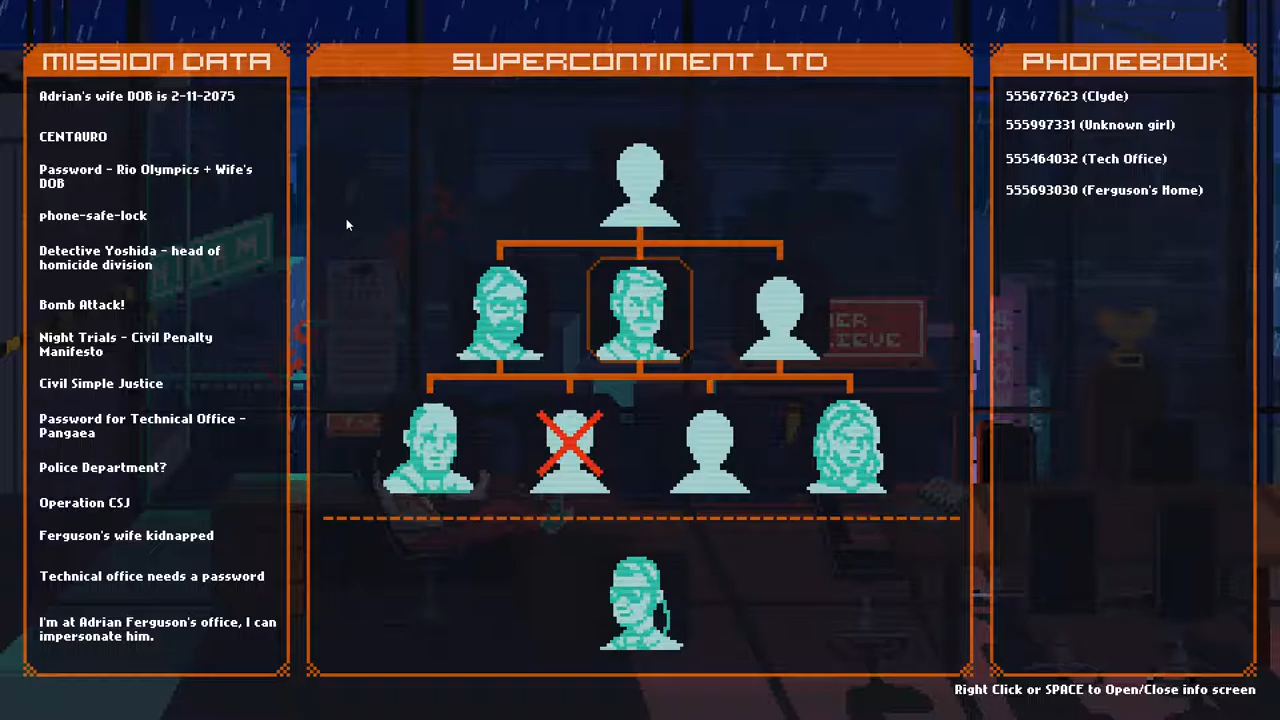 MISSION DATA
SUPERCONTINENT LTD
PHONEBOOK
Adrian's wife DOB is 2-11-2075
CENTAURO
Password - Rio Olympics + Wife's
DOB
phone-safe-lock
Detective Yoshida - head of
homicide division
Bomb Attack!
Night Trials - Civil Penalty
Manifesto
Civil Simple Justice
Password for Technical Office -
Pangaea
Police Department?
Operation CSJ
Ferguson's wife kidnapped
Technical office needs a password
I'm at Adrian Ferguson's office, I can
impersonate him.
555677623 (Clyde)
555997331 (Unknown girl)
555464032 (Tech Office)
555693030 (Ferguson's Home)
Right Click or SPACE to Open/Close info screen